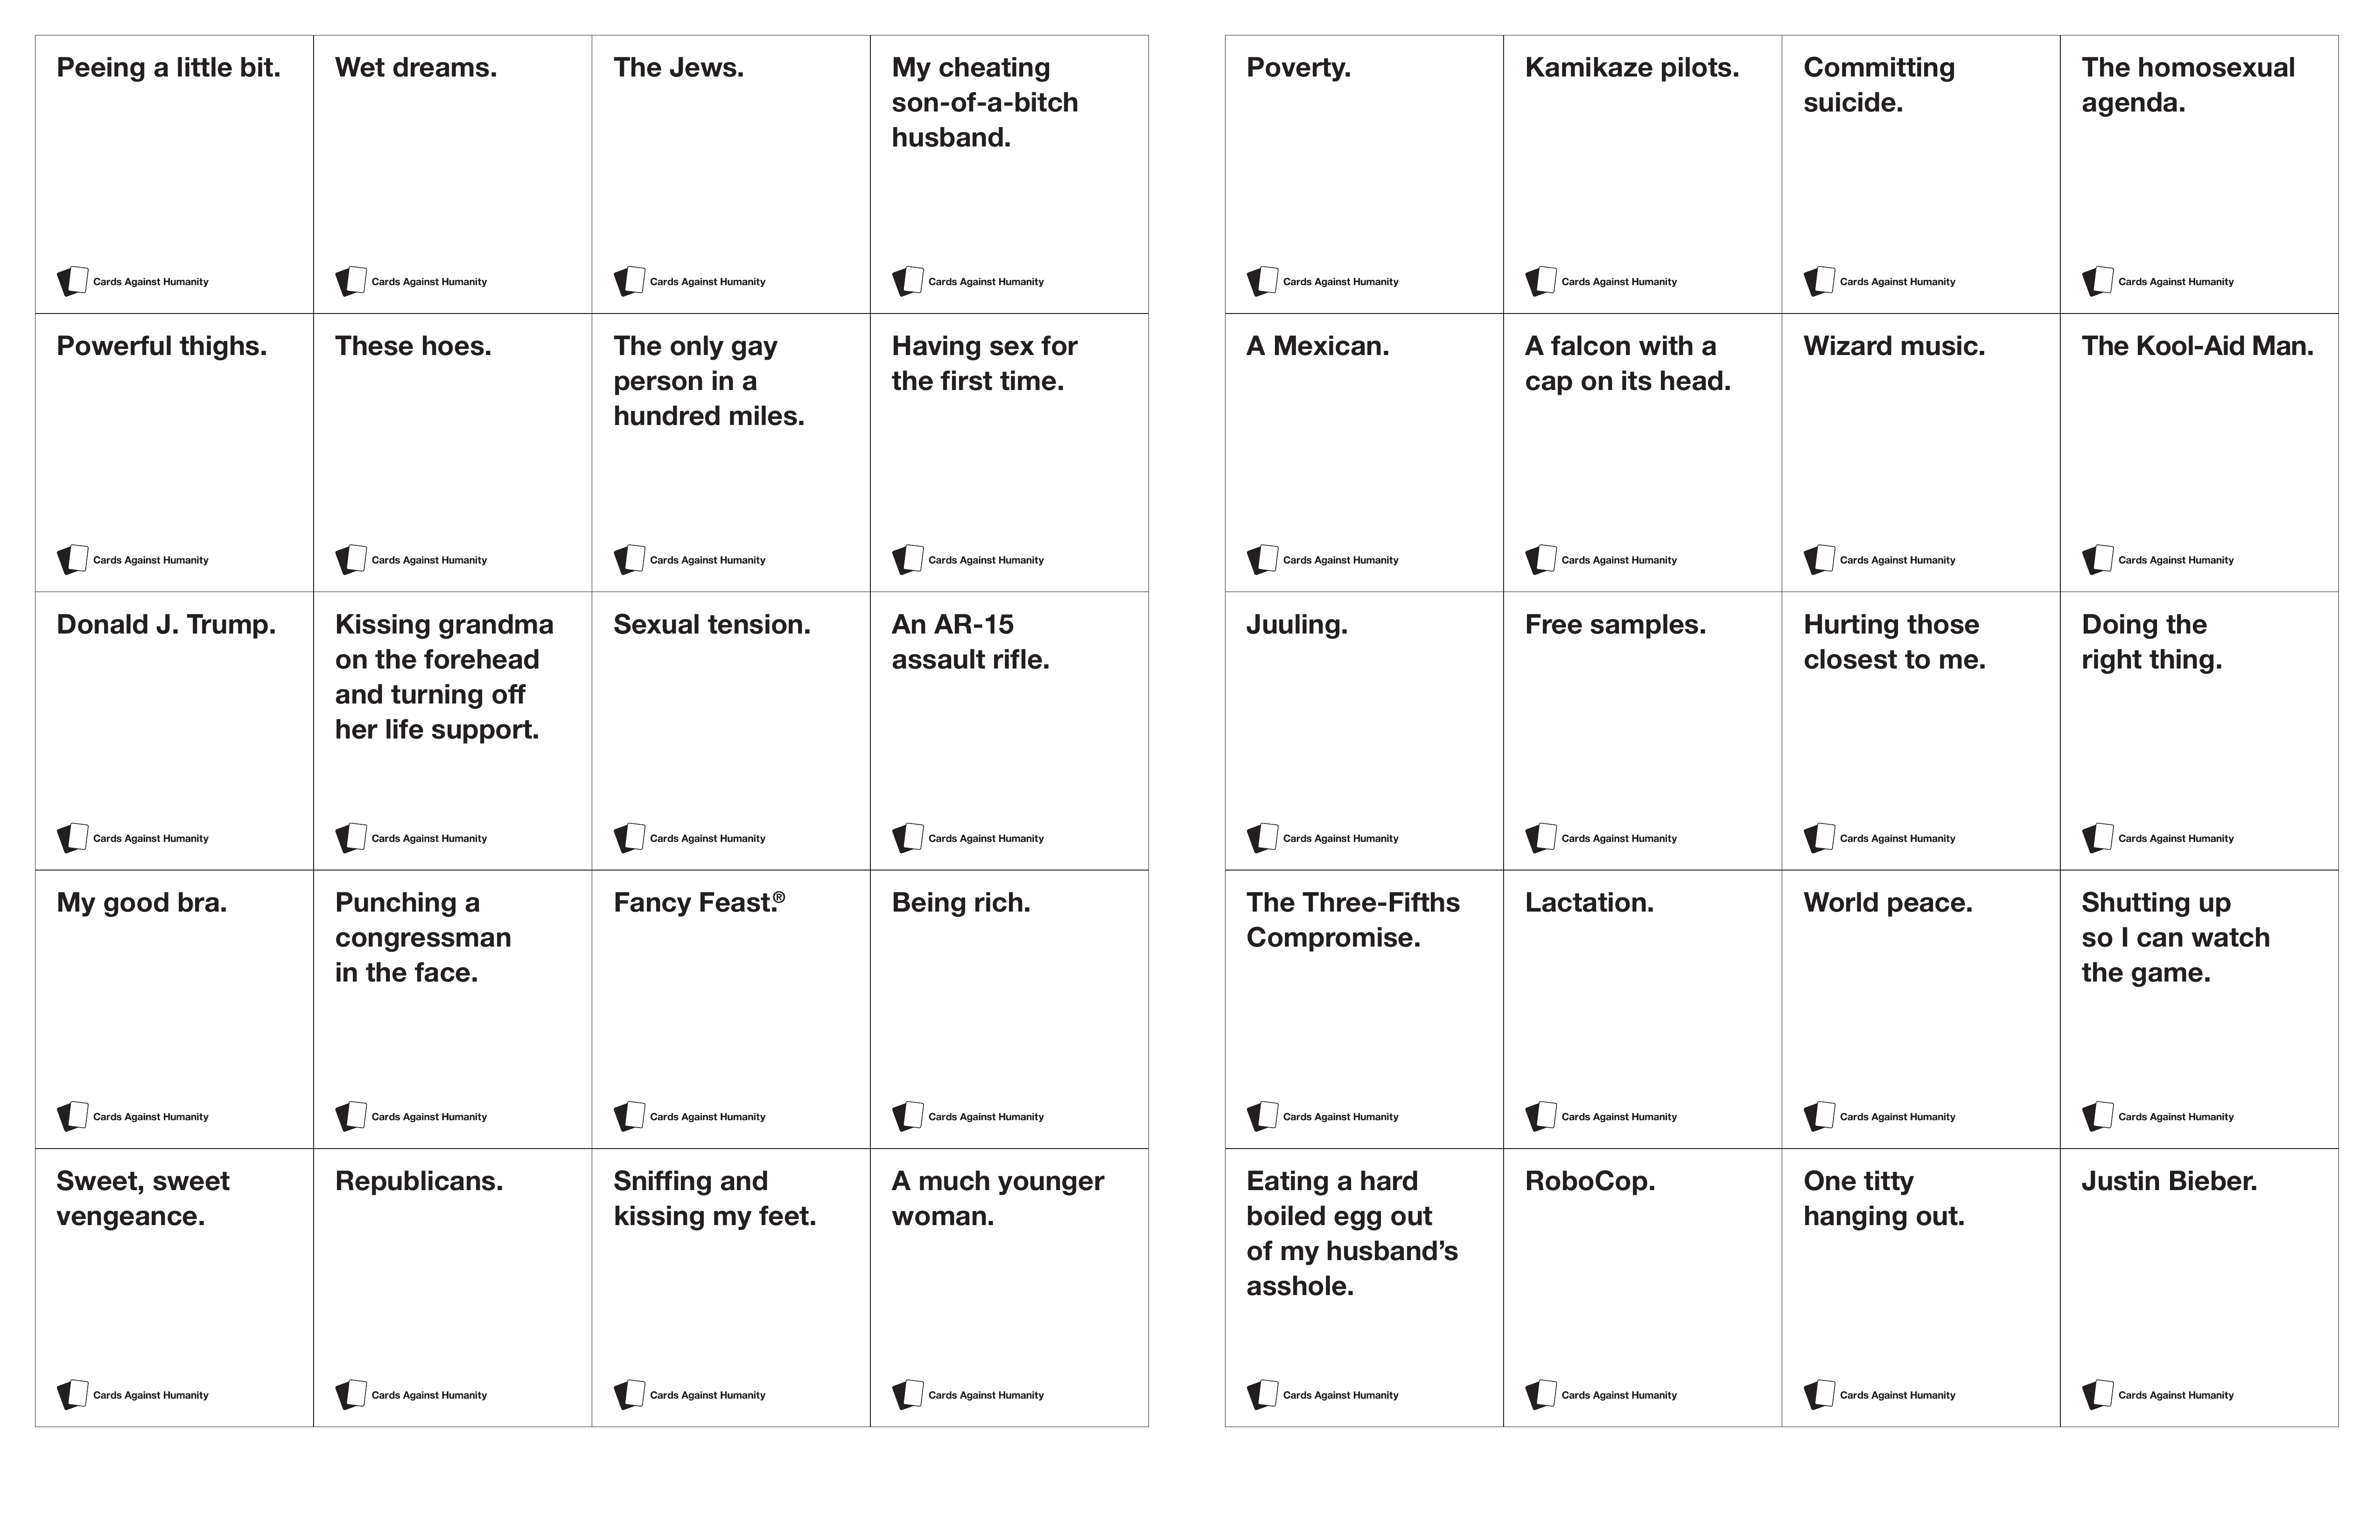 Peeing a little bit.
Cards Against Humanity
Wet dreams.
Cards Against Humanity
The Jews.
Cards Against Humanity
My cheating
son-of-a-bitch
husband.
Cards Against Humanity
Powerful thighs.
Cards Against Humanity
These hoes.
Cards Against Humanity
The only gay
person in a
hundred miles.
Cards Against Humanity
Having sex for
the first time.
Cards Against Humanity
Donald J. Trump.
Cards Against Humanity
Kissing grandma
on the forehead
and turning off
her life support.
Cards Against Humanity
Sexual tension.
Cards Against Humanity
An AR-15
assault rifle.
Cards Against Humanity
My good bra.
Cards Against Humanity
Punching a
congressman
in the face.
Cards Against Humanity
Fancy Feast.®
Cards Against Humanity
Being rich.
Cards Against Humanity
Sweet, sweet
vengeance.
Cards Against Humanity
Republicans.
Cards Against Humanity
Sniffing and
kissing my feet.
Cards Against Humanity
A much younger
woman.
Cards Against Humanity
Poverty.
Cards Against Humanity
Kamikaze pilots.
Cards Against Humanity
Committing
suicide.
Cards Against Humanity
The homosexual
agenda.
Cards Against Humanity
A Mexican.
Cards Against Humanity
A falcon with a
cap on its head.
Cards Against Humanity
Wizard music.
Cards Against Humanity
The Kool-Aid Man.
Cards Against Humanity
Juuling.
Cards Against Humanity
Free samples.
Cards Against Humanity
Hurting those
closest to me.
Cards Against Humanity
Doing the
right thing.
Cards Against Humanity
The Three-Fifths
Compromise.
Cards Against Humanity
Lactation.
Cards Against Humanity
World peace.
Cards Against Humanity
Shutting up
so I can watch
the game.
Cards Against Humanity
Eating a hard
boiled egg out
of my husband’s
asshole.
Cards Against Humanity
RoboCop.
Cards Against Humanity
One titty
hanging out.
Cards Against Humanity
Justin Bieber.
Cards Against Humanity